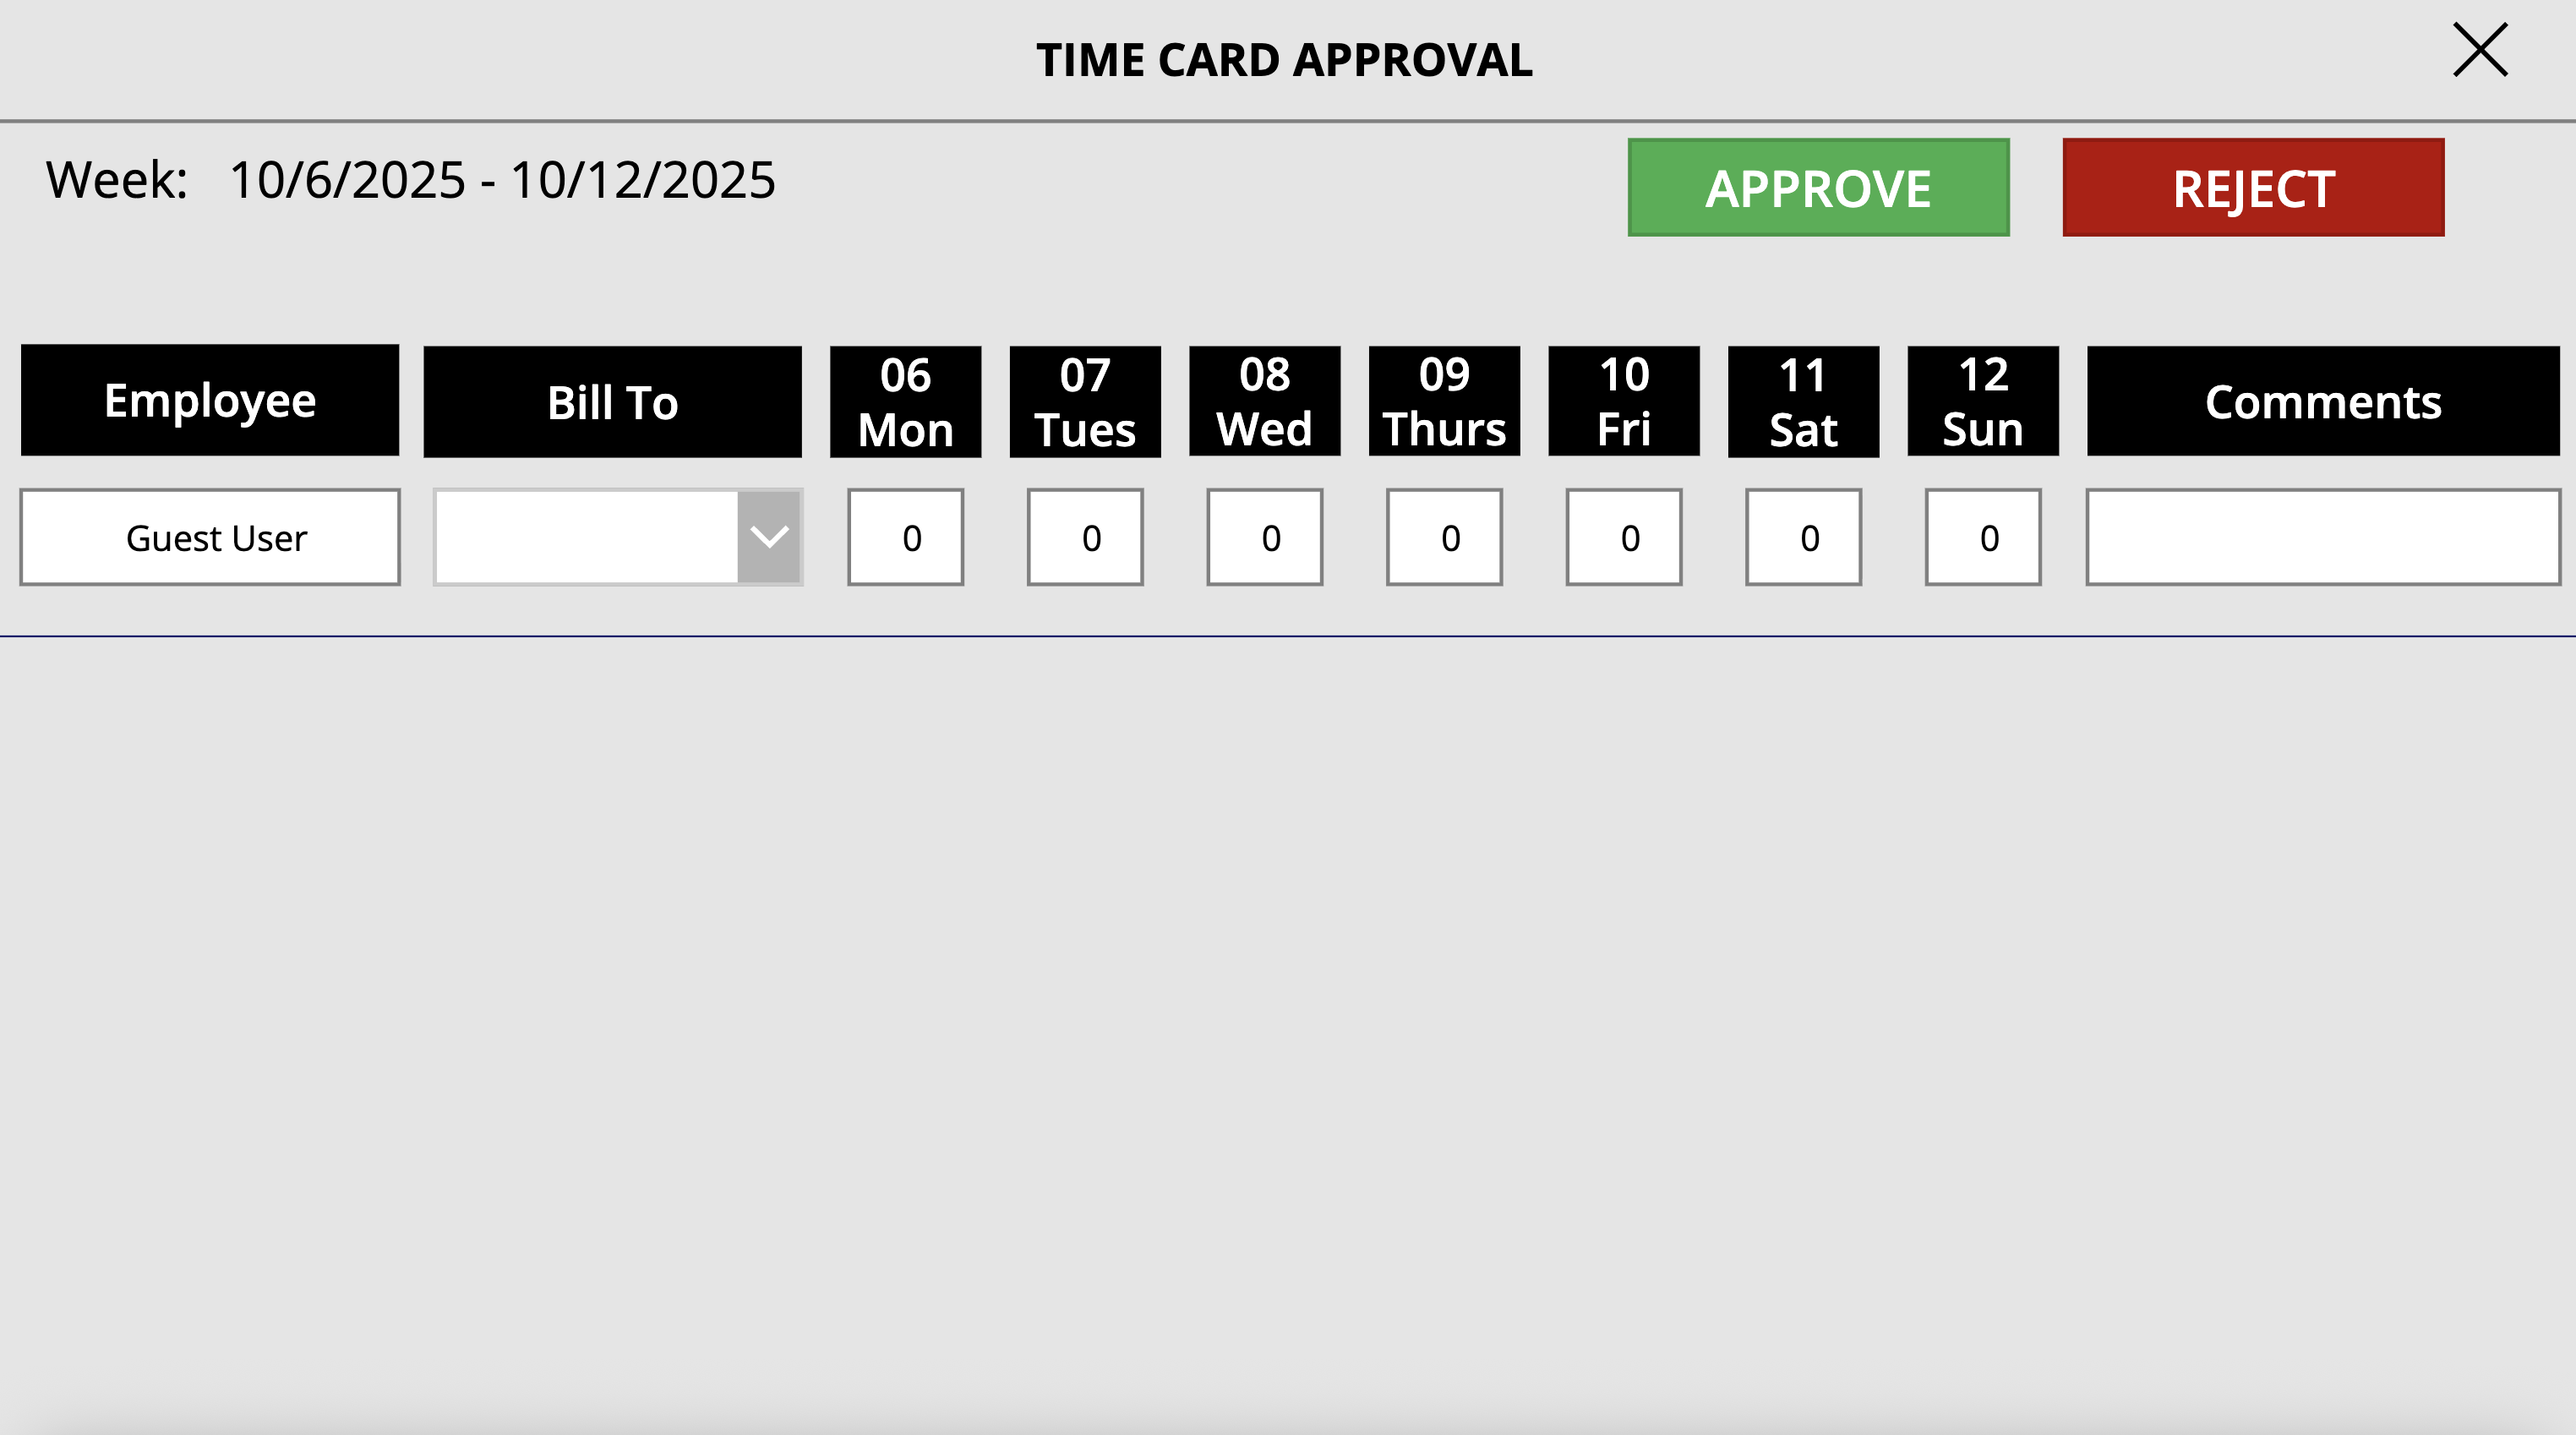 TIME CARD APPROVAL
Week: 10/6/2025 - 10/12/2025
APPROVE
REJECT
Employee
Bill To
06
Mon
07
Tues
08
Wed
09
Thurs
10
Fri
11
Sat
12
Sun
Comments
Guest User
0
0
0
0
0
0
0